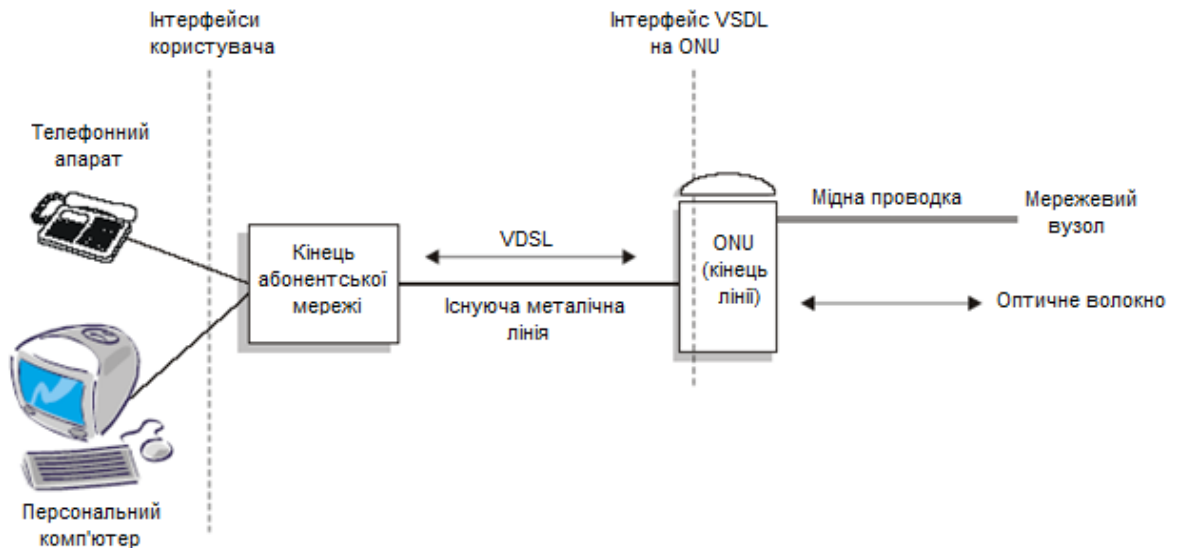 Інтерфейси
користувача
Інтерфейс VSDL
на ONU
Телефонний
апарат
Мідна проводка
Мережевий
вузол
Кінець
абонентської
мережі
VDSL
ONU
(кінець
лінії)
Існуюча металічна
лінія
Оптичне волокно
Персональний
комп'ютер